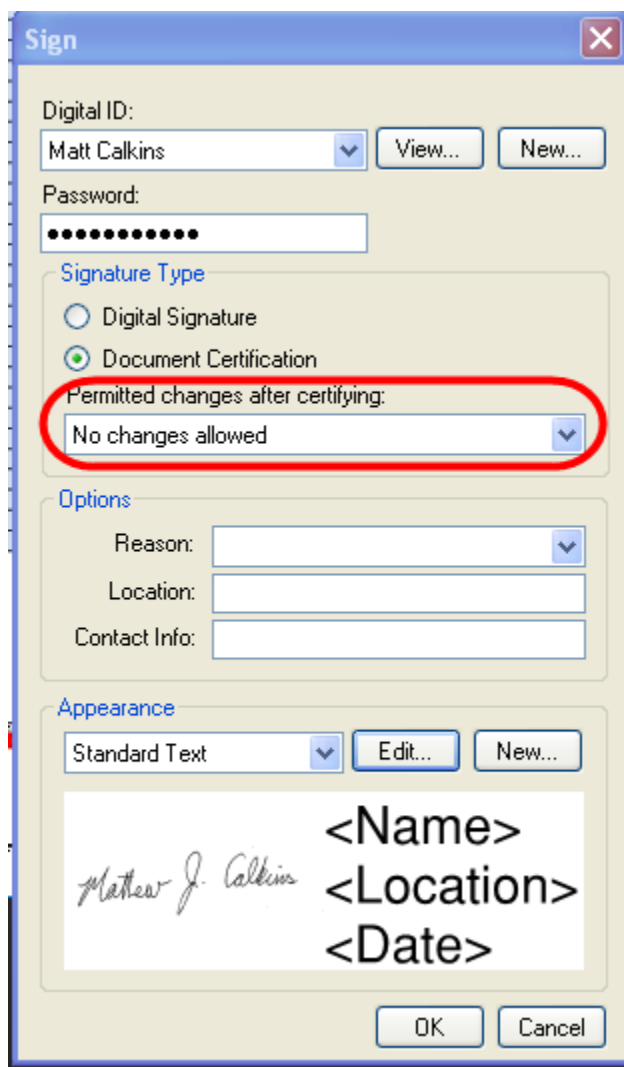 Sign
Digital ID:
Matt Calkins View... New...
Password:
●●●●●●●●●●●
Signature Type
Digital Signature
Document Certification
Permitted changes after certifying:
No changes allowed
Options
Reason:
Location:
Contact Info:
Appearance
Standard Text Edit... New...
Mathew J. Calkins
<Name>
<Location>
<Date>
OK Cancel